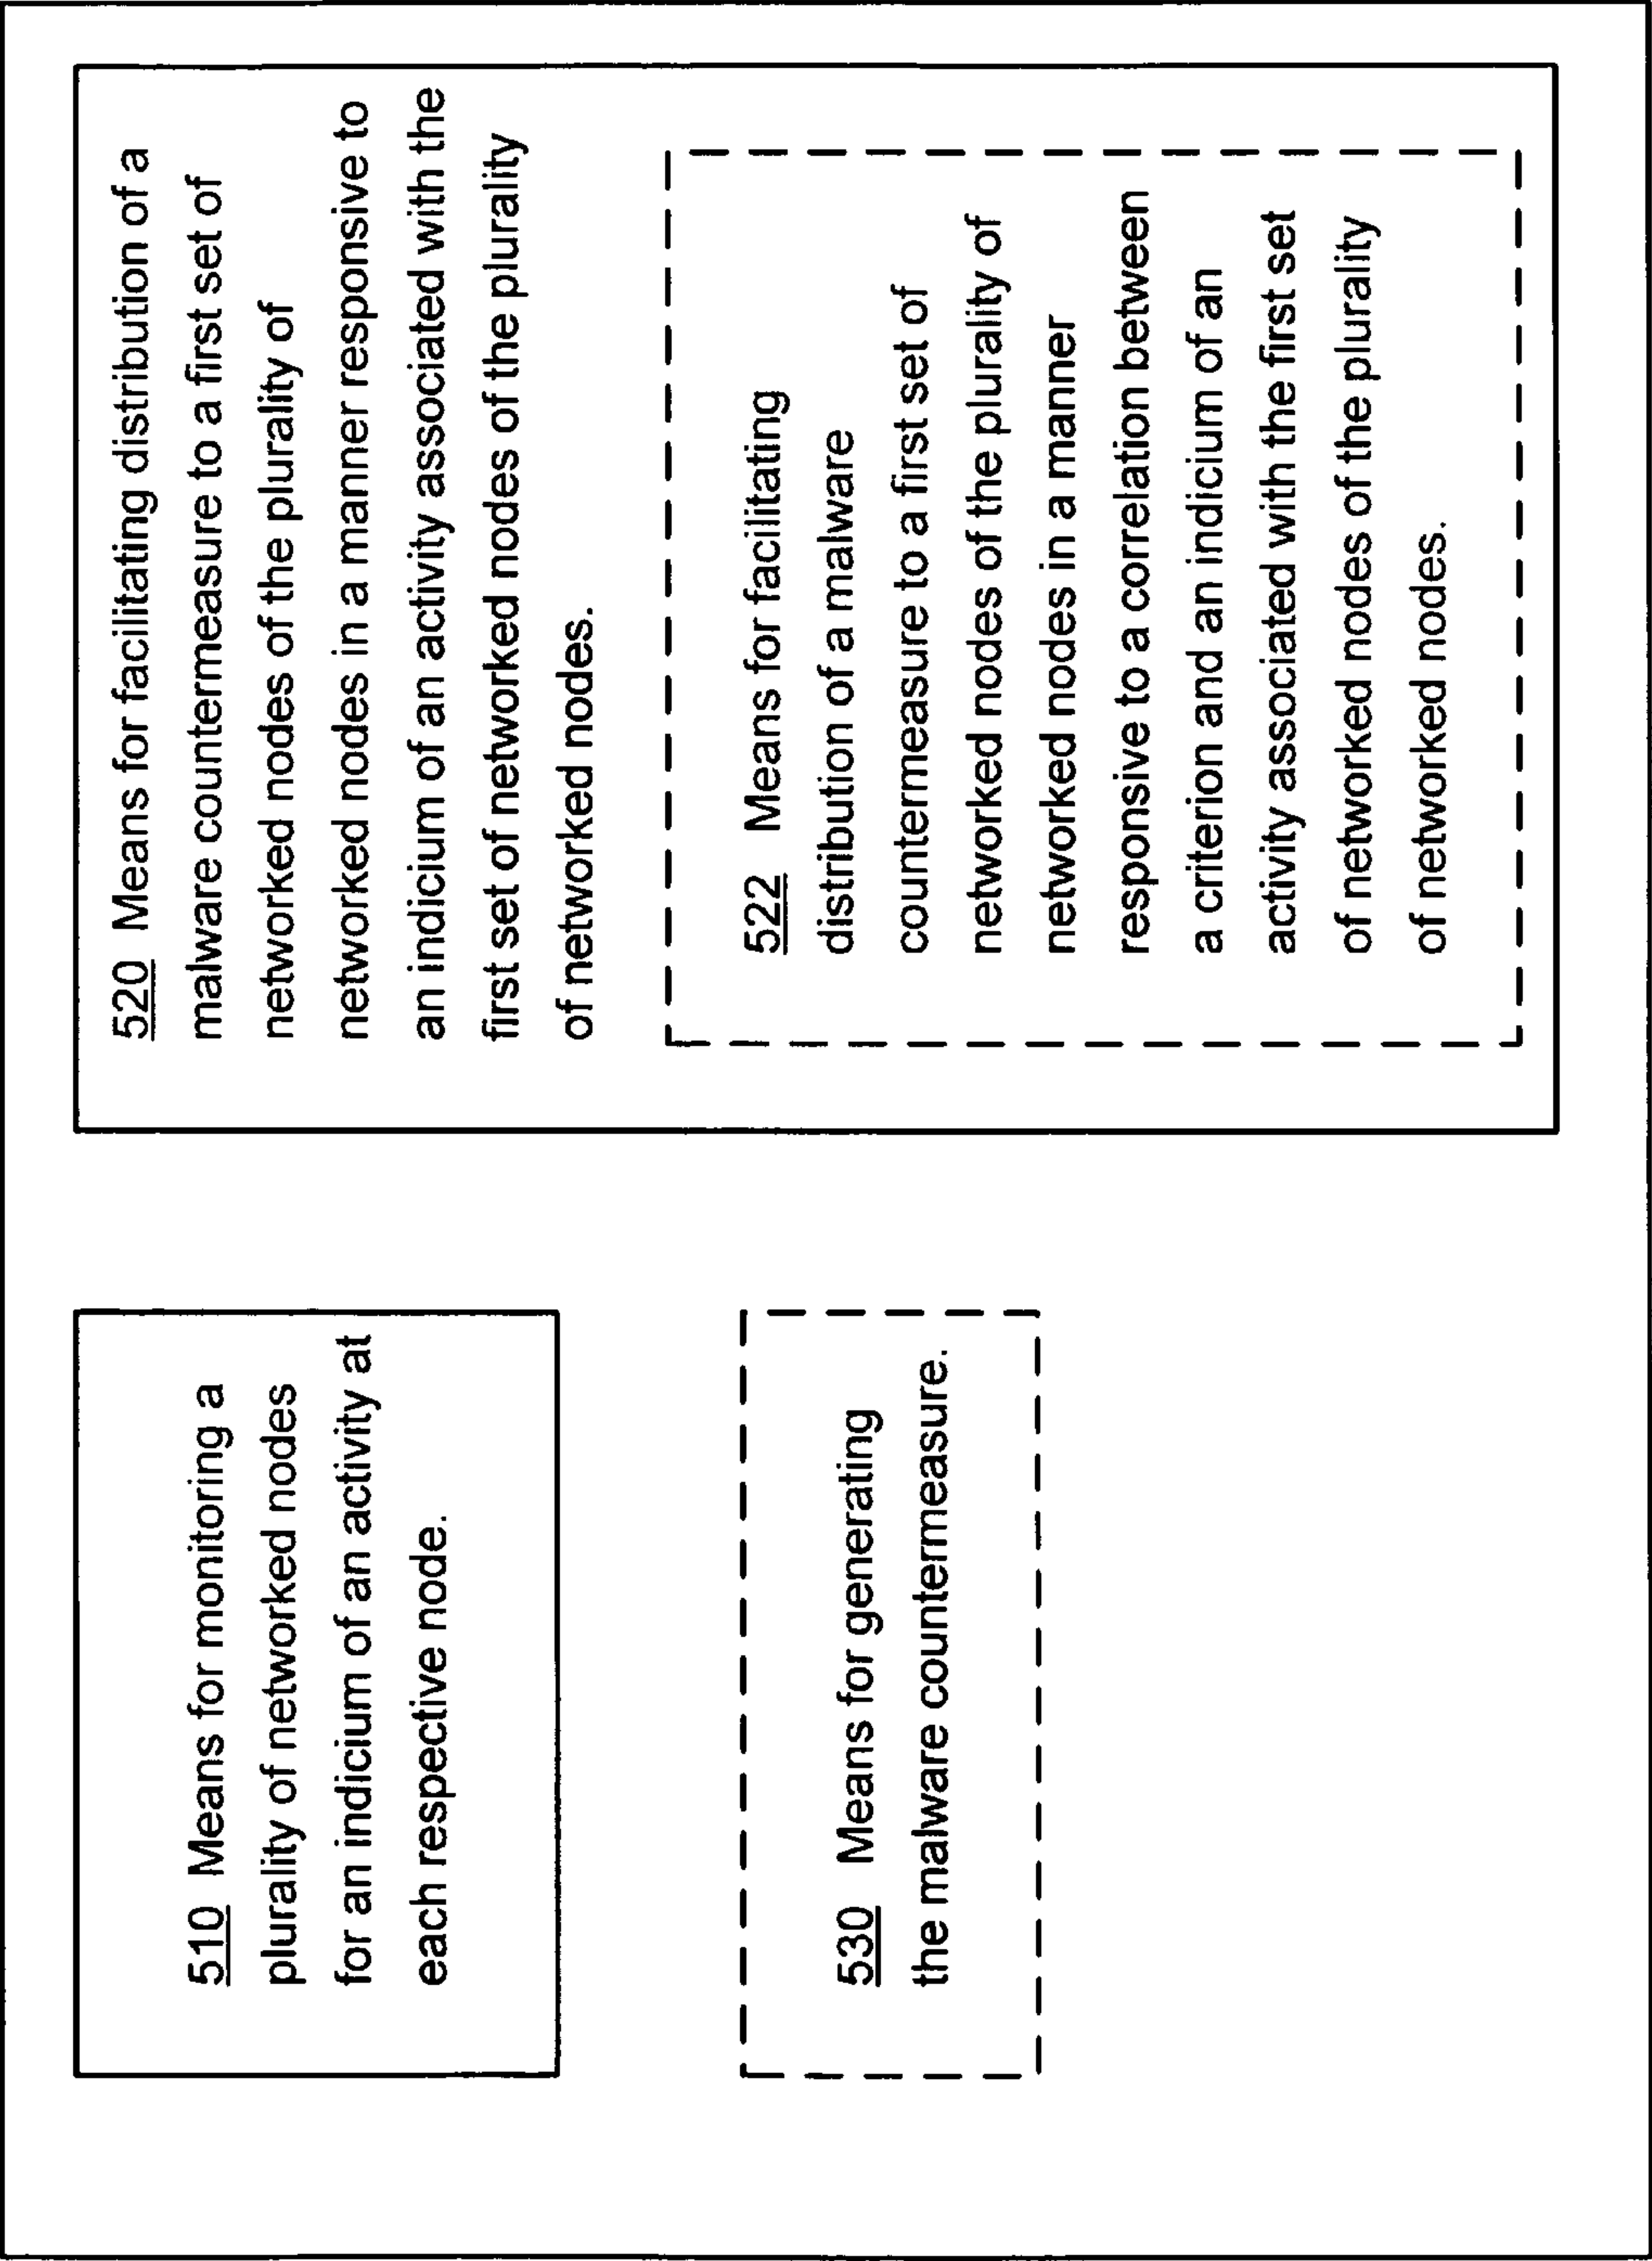 510 Means for monitoring a
plurality of networked nodes
for an indicium of an activity at
each respective node.
530 Means for generating
the malware countermeasure.
520 Means for facilitating distribution of a
malware countermeasure to a first set of
networked nodes of the plurality of
networked nodes in a manner responsive to
an indicium of an activity associated with the
first set of networked nodes of the plurality
of networked nodes.
522 Means for facilitating
distribution of a malware
countermeasure to a first set of
networked nodes of the plurality of
networked nodes in a manner
responsive to a correlation between
a criterion and an indicium of an
activity associated with the first set
of networked nodes of the plurality
of networked nodes.